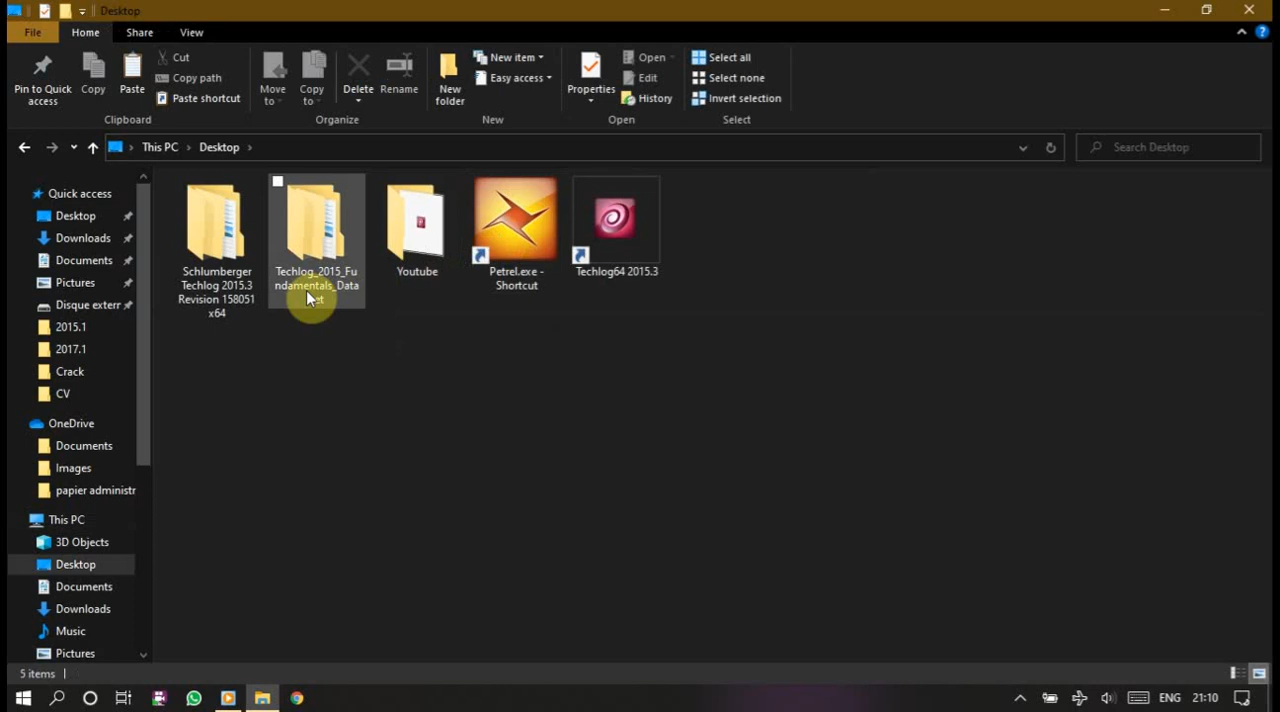 Desktop
File Home Share View
Pin to Quick access
Copy
Paste
Cut
Copy path
Paste shortcut
Clipboard
Move to
Copy to
Delete
Rename
Organize
New folder
New item
Easy access
New
Properties
Open
Edit
History
Open
Select all
Select none
Invert selection
Select
This PC Desktop
Search Desktop
Quick access
Desktop
Downloads
Documents
Pictures
Disque extern
2015.1
2017.1
Crack
CV
OneDrive
Documents
Images
papier administr
This PC
3D Objects
Desktop
Documents
Downloads
Music
Pictures
Schlumberger
Techlog 2015.3
Revision 158051
x64
Techlog_2015_Fu
ndamentals_Data
Youtube
Petrel.exe -
Shortcut
Techlog64 2015.3
5 items
ENG 21:10